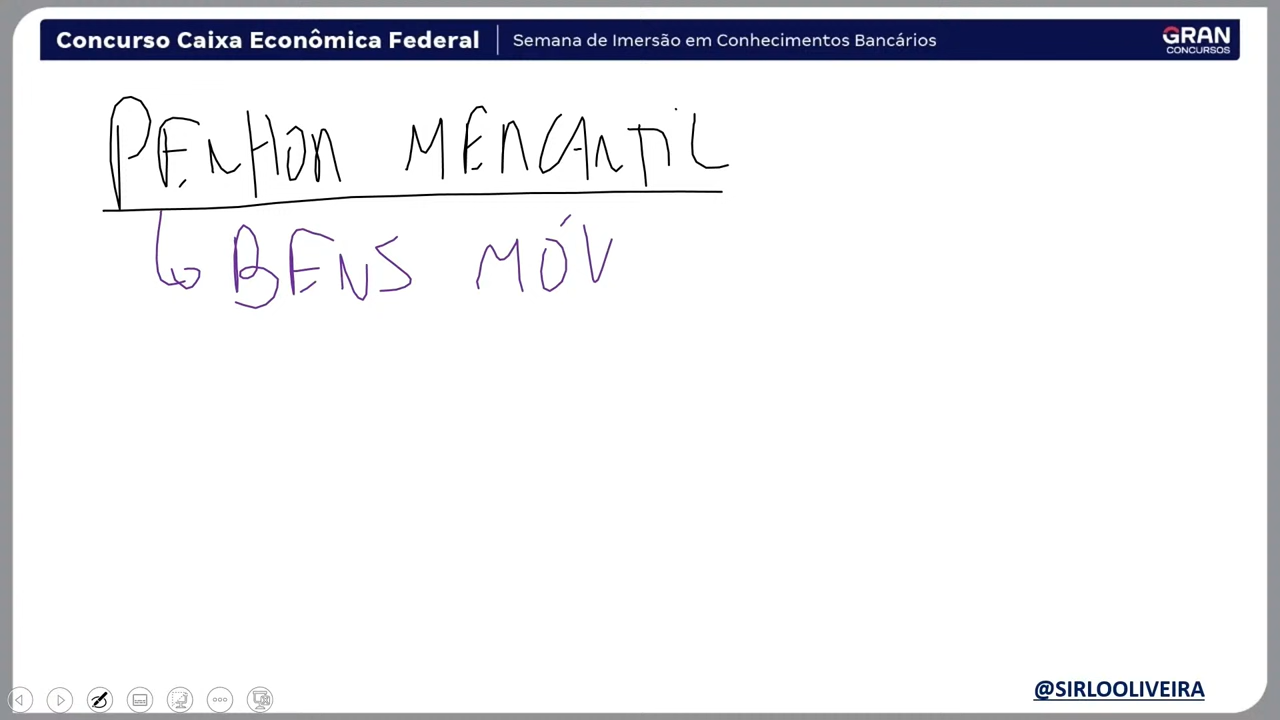 Concurso Caixa Econômica Federal | Semana de Imersão em Conhecimentos Bancários
GRAN
CONCURSOS
PENHOR MERCANTIL
BENS MÓV
@SIRLOOLIVEIRA